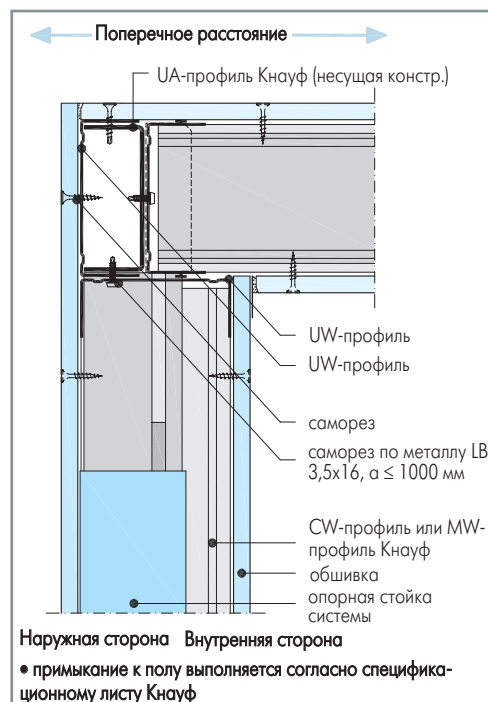 Поперечное расстояние
UA-профиль Кнауф (несущая констр.)
UW-профиль
UW-профиль
саморез
саморез по металлу LB
3,5x16, a ≤ 1000 мм
CW-профиль или MW-
профиль Кнауф
обшивка
опорная стойка
системы
Наружная сторона Внутренняя сторона
• примыкание к полу выполняется согласно специфика-
ционному листу Кнауф